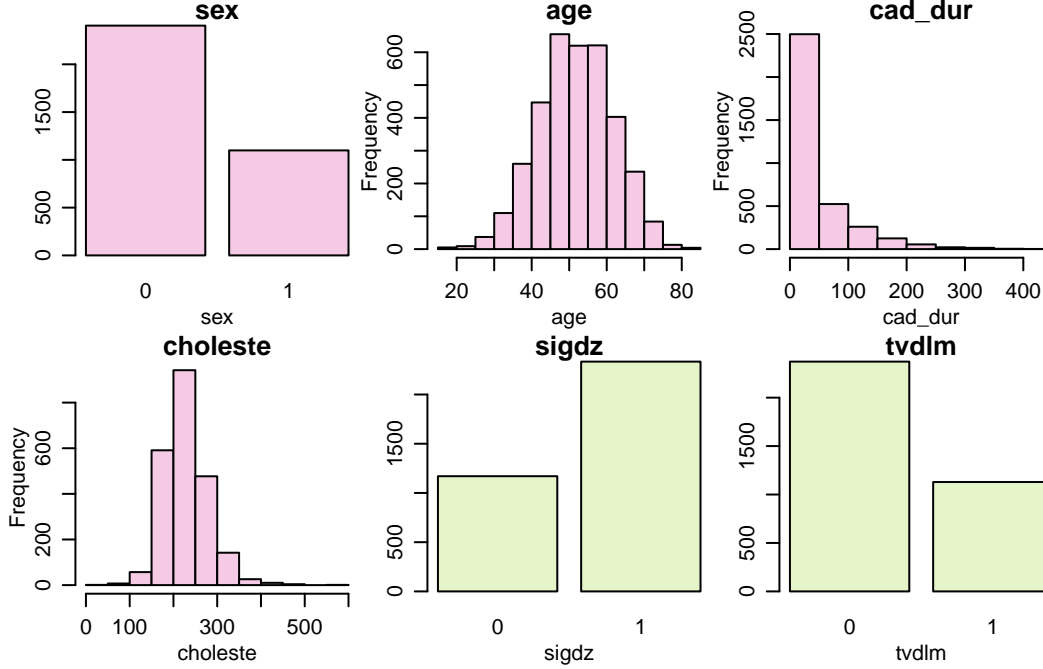 sex
0 500 1500
0 1
sex
age
Frequency
0 200 400 600
20 40 60 80
age
cad_dur
Frequency
0 500 1500 2500
0 100 200 300 400
cad_dur
choleste
Frequency
0 200 600
0 100 300 500
choleste
sigdz
0 500 1500
0 1
sigdz
tvdlm
0 500 1500
0 1
tvdlm